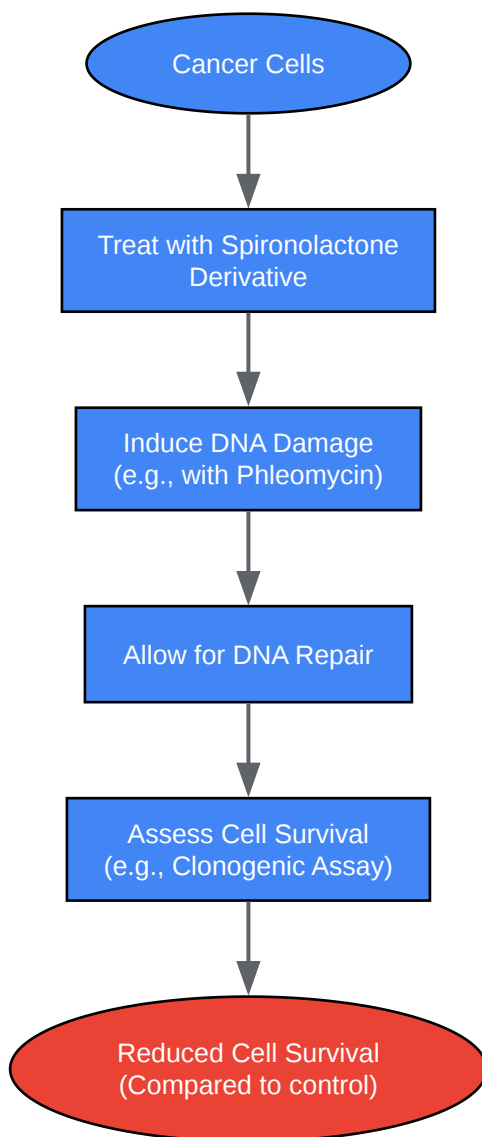 Cancer Cells
Treat with Spironolactone
Derivative
Induce DNA Damage
(e.g., with Phleomycin)
Allow for DNA Repair
Assess Cell Survival
(e.g., Clonogenic Assay)
Reduced Cell Survival
(Compared to control)